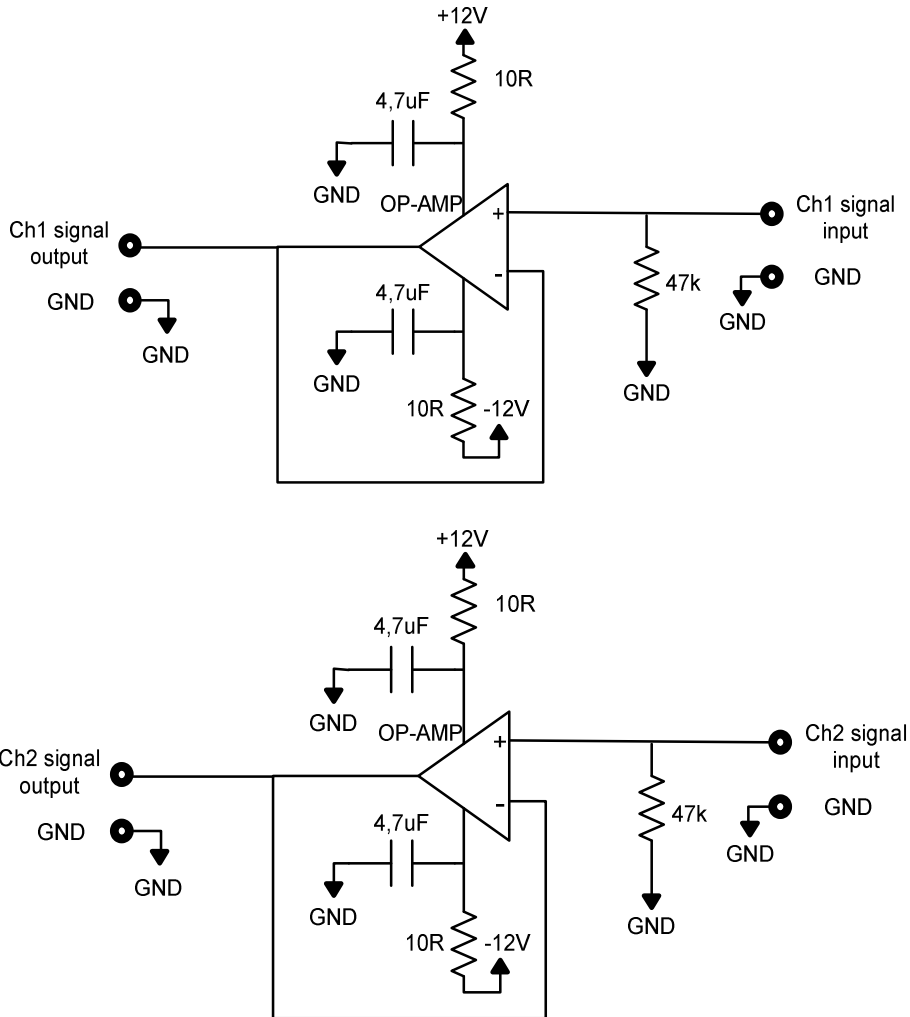 +12V
10R
4,7uF
GND
OP-AMP
+
Ch1 signal
output
Ch1 signal
input
-
GND
GND
4,7uF
47k
GND
GND
GND
GND
10R
-12V
GND
+12V
10R
4,7uF
GND
OP-AMP
+
Ch2 signal
output
Ch2 signal
input
-
GND
4,7uF
47k
GND
GND
GND
GND
GND
10R
-12V